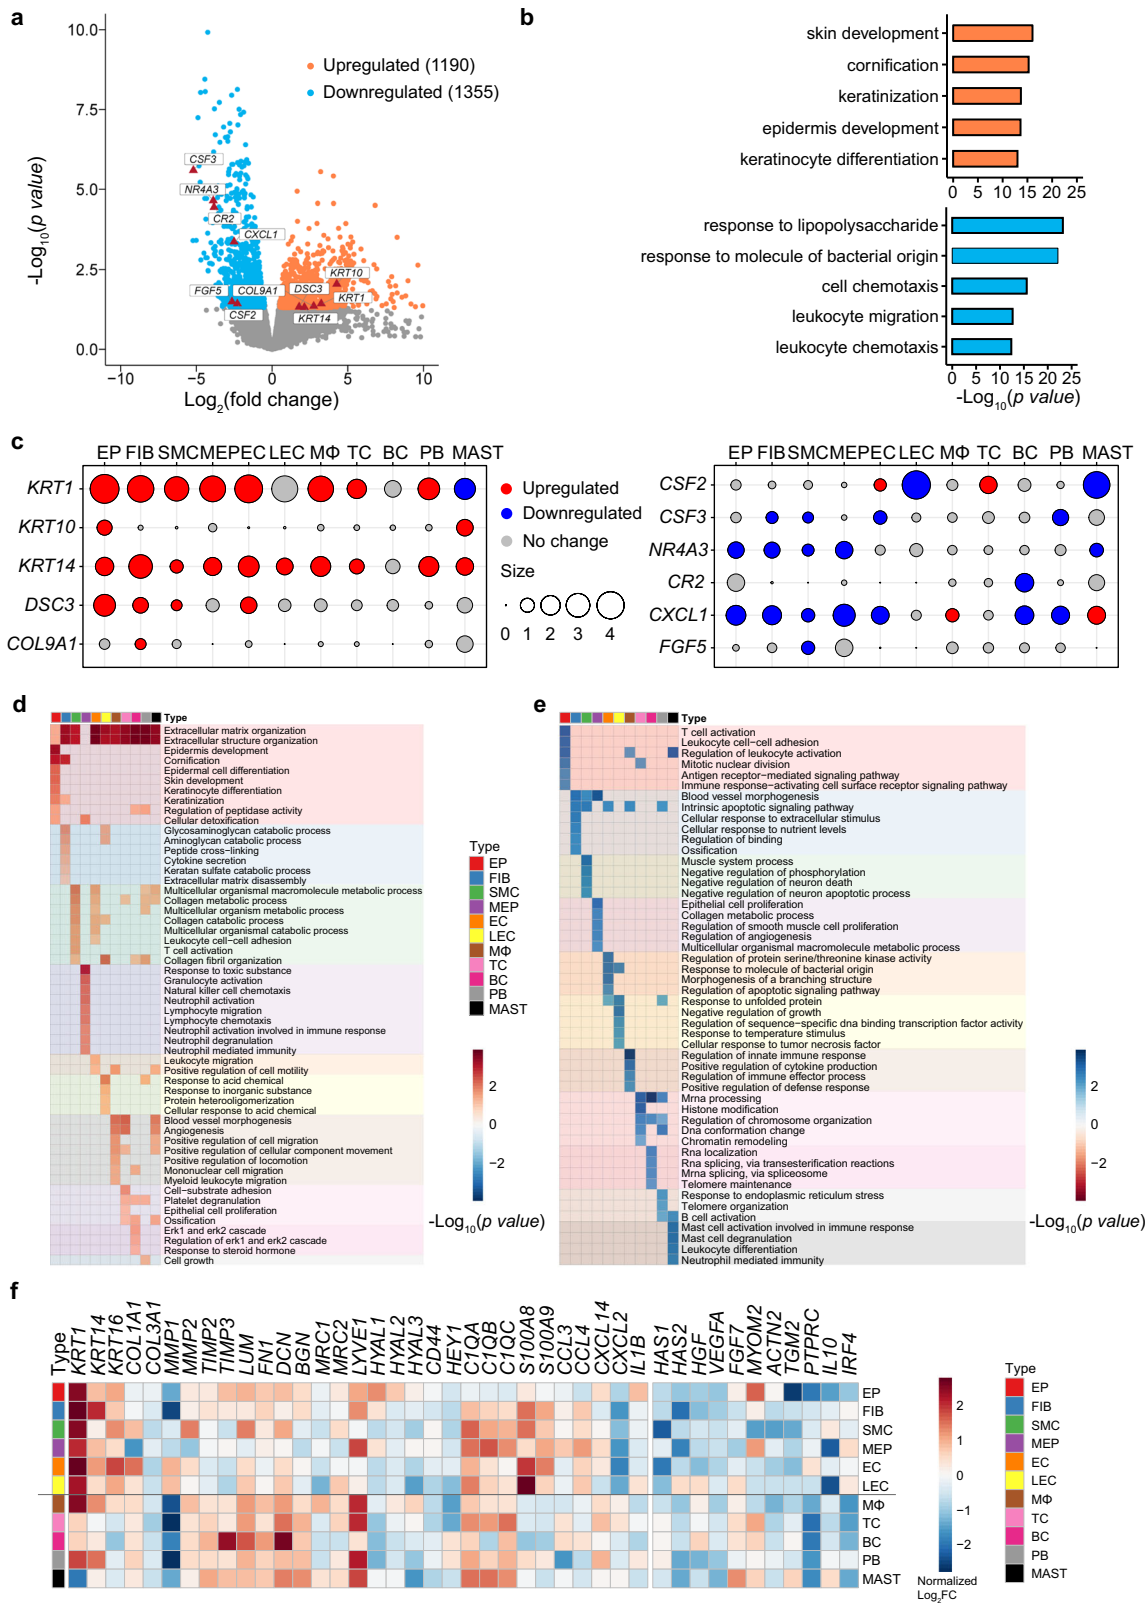 a
10.0
7.5
5.0
2.5
0.0
-Log10(p value)
Upregulated (1190)
Downregulated (1355)
CSF3
NR4A3
CR2
CXCL1
KRT10
FGF5
COL9A1
DSC3
KRT1
CSF2
KRT14
−10
−5
0
5
10
Log2(fold change)
b
skin development
cornification
keratinization
epidermis development
keratinocyte differentiation
0 5 10 15 20 25
response to lipopolysaccharide
response to molecule of bacterial origin
cell chemotaxis
leukocyte migration
leukocyte chemotaxis
0 5 10 15 20 25
-Log10(p value)
c
EP FIB SMC MEP EC LEC MΦ TC BC PB MAST
KRT1
KRT10
KRT14
DSC3
COL9A1
Upregulated
Downregulated
No change
Size
0 1 2 3 4
EP FIB SMC MEP EC LEC MΦ TC BC PB MAST
CSF2
CSF3
NR4A3
CR2
CXCL1
FGF5
d
Type
Extracellular matrix organization
Extracellular structure organization
Epidermis development
Cornification
Epidermal cell differentiation
Skin development
Keratinocyte differentiation
Keratinization
Regulation of peptidase activity
Cellular detoxification
Glycosaminoglycan catabolic process
Aminoglycan catabolic process
Peptide cross−linking
Cytokine secretion
Keratan sulfate catabolic process
Extracellular matrix disassembly
Multicellular organismal macromolecule metabolic process
Collagen metabolic process
Multicellular organism metabolic process
Collagen catabolic process
Multicellular organismal catabolic process
Leukocyte cell−cell adhesion
T cell activation
Collagen fibril organization
Response to toxic substance
Granulocyte activation
Natural killer cell chemotaxis
Neutrophil activation
Lymphocyte migration
Lymphocyte chemotaxis
Neutrophil activation involved in immune response
Neutrophil degranulation
Neutrophil mediated immunity
Leukocyte migration
Positive regulation of cell motility
Response to acid chemical
Response to inorganic substance
Protein heterooligomerization
Cellular response to acid chemical
Blood vessel morphogenesis
Angiogenesis
Positive regulation of cell migration
Positive regulation of cellular component movement
Positive regulation of locomotion
Mononuclear cell migration
Myeloid leukocyte migration
Cell−substrate adhesion
Platelet degranulation
Epithelial cell proliferation
Ossification
Erk1 and erk2 cascade
Regulation of erk1 and erk2 cascade
Response to steroid hormone
Cell growth
Type
EP
FIB
SMC
MEP
EC
LEC
MΦ
TC
BC
PB
MAST
2
0
−2
-Log10(p value)
e
Type
T cell activation
Leukocyte cell−cell adhesion
Regulation of leukocyte activation
Mitotic nuclear division
Antigen receptor−mediated signaling pathway
Immune response−activating cell surface receptor signaling pathway
Blood vessel morphogenesis
Intrinsic apoptotic signaling pathway
Cellular response to extracellular stimulus
Cellular response to nutrient levels
Regulation of binding
Ossification
Muscle system process
Negative regulation of phosphorylation
Negative regulation of neuron death
Negative regulation of neuron apoptotic process
Epithelial cell proliferation
Collagen metabolic process
Regulation of smooth muscle cell proliferation
Regulation of angiogenesis
Multicellular organismal macromolecule metabolic process
Regulation of protein serine/threonine kinase activity
Response to molecule of bacterial origin
Morphogenesis of a branching structure
Regulation of apoptotic signaling pathway
Response to unfolded protein
Negative regulation of growth
Regulation of sequence−specific dna binding transcription factor activity
Response to temperature stimulus
Cellular response to tumor necrosis factor
Regulation of innate immune response
Positive regulation of cytokine production
Regulation of immune effector process
Positive regulation of defense response
Mrna processing
Histone modification
Regulation of chromosome organization
Dna conformation change
Chromatin remodeling
Rna localization
Rna splicing, via transesterification reactions
Mrna splicing, via spliceosome
Telomere maintenance
Response to endoplasmic reticulum stress
Telomere organization
B cell activation
Mast cell activation involved in immune response
Mast cell degranulation
Leukocyte differentiation
Neutrophil mediated immunity
2
0
−2
-Log10(p value)
f
Type KRT1 KRT14 KRT16 COL1A1 COL3A1 MMP1 MMP2 TIMP2 TIMP3 LUM FN1 DCN BGN MRC1 MRC2 LYVE1 HYAL1 HYAL2 HYAL3 CD44 HEY1 C1QA C1QB C1QC S100A8 S100A9 CCL3 CCL4 CXCL14 CXCL2 IL1B HAS1 HAS2 HGF VEGFA FGF7 MYOM2 ACTN2 TGM2 PTPRC IL10 IRF4
EP
FIB
SMC
MEP
EC
LEC
MΦ
TC
BC
PB
MAST
2
1
0
−1
−2
Normalized
Log2FC
Type
EP
FIB
SMC
MEP
EC
LEC
MΦ
TC
BC
PB
MAST